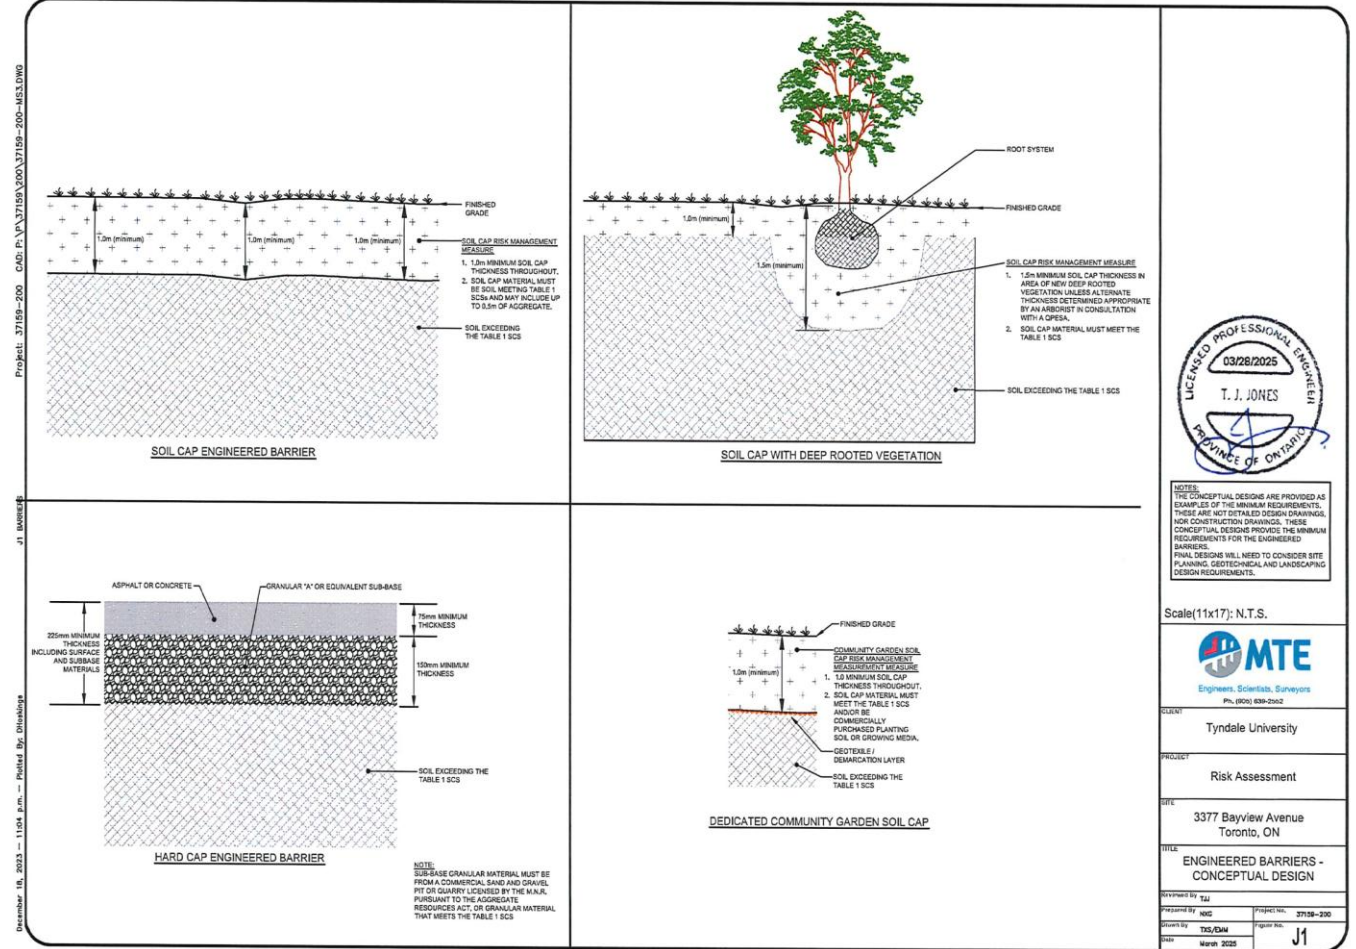 Project: 37159-200 CAD: P:\P\37159\200\37159-200-MS3.DWG
J1 BARRIERS
December 18, 2023 — 11:04 p.m. — Plotted By: DHoskings
1.0m (minimum)
1.0m (minimum)
1.0m (minimum)
FINISHED
GRADE
SOIL CAP RISK MANAGEMENT
MEASURE
1. 1.0m MINIMUM SOIL CAP
THICKNESS THROUGHOUT.
2. SOIL CAP MATERIAL MUST
BE SOIL MEETING TABLE 1
SCSs AND MAY INCLUDE UP
TO 0.5m OF AGGREGATE.
SOIL EXCEEDING
THE TABLE 1 SCS
SOIL CAP ENGINEERED BARRIER
ROOT SYSTEM
1.0m (minimum)
FINISHED GRADE
1.5m (minimum)
SOIL CAP RISK MANAGEMENT MEASURE
1. 1.5m MINIMUM SOIL CAP THICKNESS IN
AREA OF NEW DEEP ROOTED
VEGETATION UNLESS ALTERNATE
THICKNESS DETERMINED APPROPRIATE
BY AN ARBORIST IN CONSULTATION
WITH A QPESA.
2. SOIL CAP MATERIAL MUST MEET THE
TABLE 1 SCS
SOIL EXCEEDING THE TABLE 1 SCS
SOIL CAP WITH DEEP ROOTED VEGETATION
ASPHALT OR CONCRETE
GRANULAR "A" OR EQUIVALENT SUB-BASE
225mm MINIMUM
THICKNESS
INCLUDING SURFACE
AND SUBBASE
MATERIALS
75mm MINIMUM
THICKNESS
150mm MINIMUM
THICKNESS
SOIL EXCEEDING THE
TABLE 1 SCS
HARD CAP ENGINEERED BARRIER
NOTE:
SUB-BASE GRANULAR MATERIAL MUST BE
FROM A COMMERCIAL SAND AND GRAVEL
PIT OR QUARRY LICENSED BY THE M.N.R.
PURSUANT TO THE AGGREGATE
RESOURCES ACT, OR GRANULAR MATERIAL
THAT MEETS THE TABLE 1 SCS
FINISHED GRADE
1.0m (minimum)
COMMUNITY GARDEN SOIL
CAP RISK MANAGEMENT
MEASUREMENT MEASURE
1. 1.0 MINIMUM SOIL CAP
THICKNESS THROUGHOUT.
2. SOIL CAP MATERIAL MUST
MEET THE TABLE 1 SCS
AND/OR BE
COMMERCIALLY
PURCHASED PLANTING
SOIL OR GROWING MEDIA.
GEOTEXILE /
DEMARCATION LAYER
SOIL EXCEEDING THE
TABLE 1 SCS
DEDICATED COMMUNITY GARDEN SOIL CAP
LICENSED PROFESSIONAL ENGINEER
03/28/2025
T. J. JONES
PROVINCE OF ONTARIO
NOTES:
THE CONCEPTUAL DESIGNS ARE PROVIDED AS
EXAMPLES OF THE MINIMUM REQUIREMENTS.
THESE ARE NOT DETAILED DESIGN DRAWINGS,
NOR CONSTRUCTION DRAWINGS. THESE
CONCEPTUAL DESIGNS PROVIDE THE MINIMUM
REQUIREMENTS FOR THE ENGINEERED
BARRIERS.
FINAL DESIGNS WILL NEED TO CONSIDER SITE
PLANNING, GEOTECHNICAL AND LANDSCAPING
DESIGN REQUIREMENTS.
Scale(11x17): N.T.S.
MTE
Engineers, Scientists, Surveyors
Ph. (905) 639-2552
CLIENT
Tyndale University
PROJECT
Risk Assessment
SITE
3377 Bayview Avenue
Toronto, ON
TITLE
ENGINEERED BARRIERS -
CONCEPTUAL DESIGN
Reviewed By TJJ
Prepared By NXG Project No. 37159-200
Drawn By TXS/EMM Figure No.
Date March 2025 J1